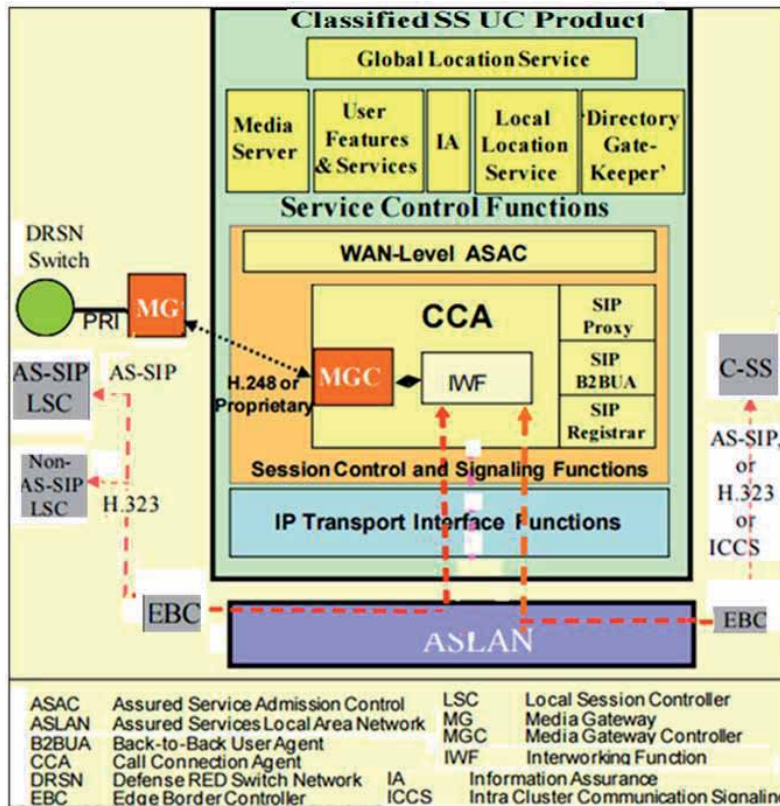 Classified SS UC Product
Global Location Service
Media
Server
User
Features
& Services
IA
Local
Location
Service
'Directory
Gate-
Keeper'
Service Control Functions
WAN-Level ASAC
CCA
SIP
Proxy
SIP
B2BUA
SIP
Registrar
MGC
IWF
Session Control and Signaling Functions
IP Transport Interface Functions
DRSN
Switch
PRI
MG
H.248 or
Proprietary
AS-SIP
LSC
AS-SIP
Non-
AS-SIP
LSC
H.323
EBC
ASLAN
C-SS
AS-SIP,
or
H.323
or
ICCS
EBC
ASAC Assured Service Admission Control
ASLAN Assured Services Local Area Network
B2BUA Back-to-Back User Agent
CCA Call Connection Agent
DRSN Defense RED Switch Network
EBC Edge Border Controller
LSC Local Session Controller
MG Media Gateway
MGC Media Gateway Controller
IWF Interworking Function
IA Information Assurance
ICCS Intra Cluster Communication Signaling